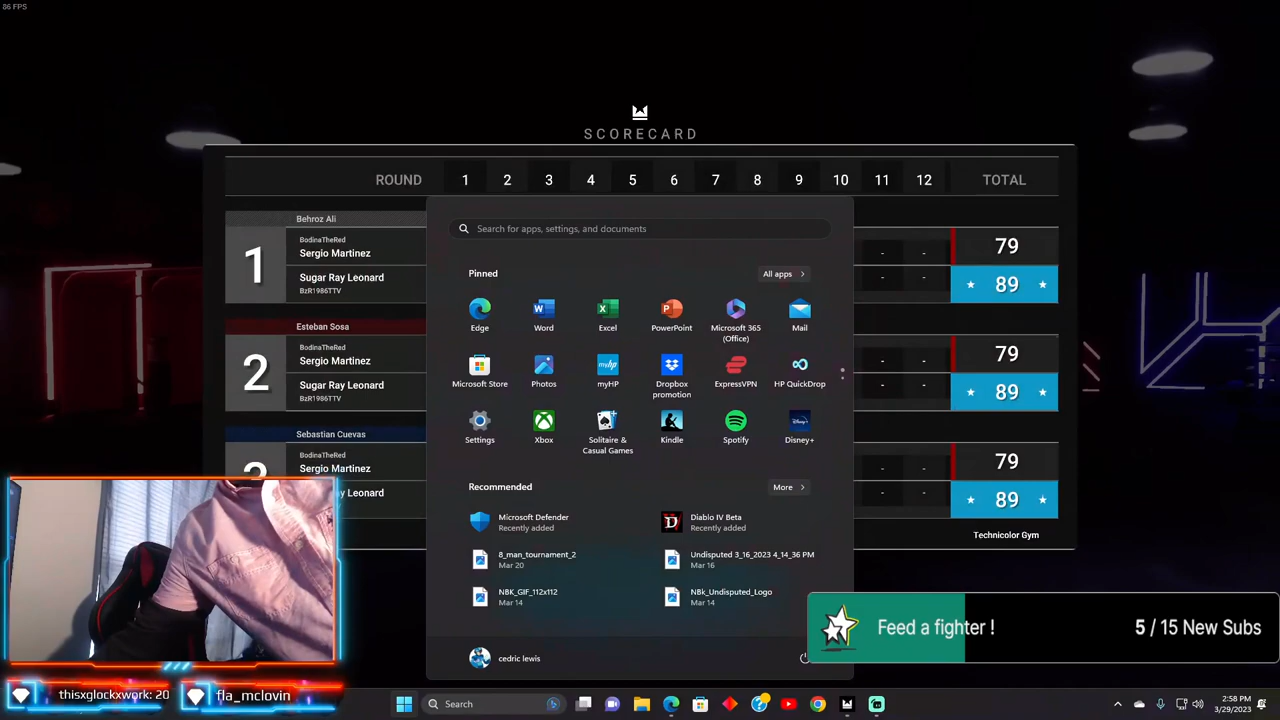 86 FPS
SCORECARD
ROUND 1 2 3 4 5 6 7 8 9 10 11 12 TOTAL
Behroz Ali
1
BodinaTheRed
Sergio Martinez
- - 79
Sugar Ray Leonard
BzR1986TTV
- - 89
Esteban Sosa
2
BodinaTheRed
Sergio Martinez
- - 79
Sugar Ray Leonard
BzR1986TTV
- - 89
Sebastian Cuevas
BodinaTheRed
Sergio Martinez
- - 79
Leonard
- - 89
Technicolor Gym
Search for apps, settings, and documents
Pinned
All apps >
Edge
Word
Excel
PowerPoint
Microsoft 365
(Office)
Mail
Microsoft Store
Photos
myHP
Dropbox
promotion
ExpressVPN
HP QuickDrop
Settings
Xbox
Solitaire &
Casual Games
Kindle
Spotify
Disney+
Recommended
More >
Microsoft Defender
Recently added
Diablo IV Beta
Recently added
8_man_tournament_2
Mar 20
Undisputed 3_16_2023 4_14_36 PM
Mar 16
NBK_GIF_112x112
Mar 14
NBk_Undisputed_Logo
Mar 14
cedric lewis
Feed a fighter !
5 / 15 New Subs
thisxglockxwork: 20
fla_mclovin
Search
2:58 PM
3/29/2023